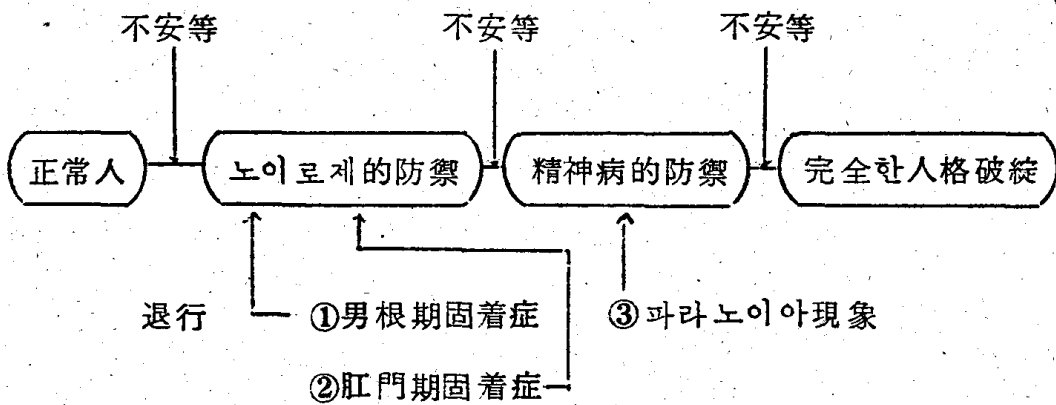 不安等 不安等 不安等
正常人 노이로제的防禦 精神病的防禦 完全한人格破綻
退行 ①男根期固着症 ③파라노이아現象
②肛門期固着症